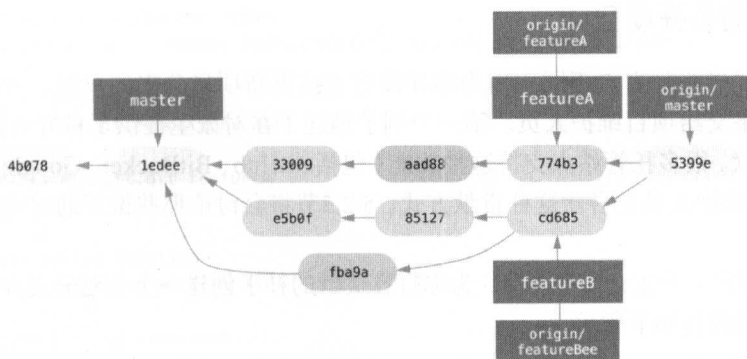 origin/
featureA
master
featureA
origin/
master
4b078
1edee
33009
aad88
774b3
5399e
e5b0f
85127
cd685
fba9a
featureB
origin/
featureBee